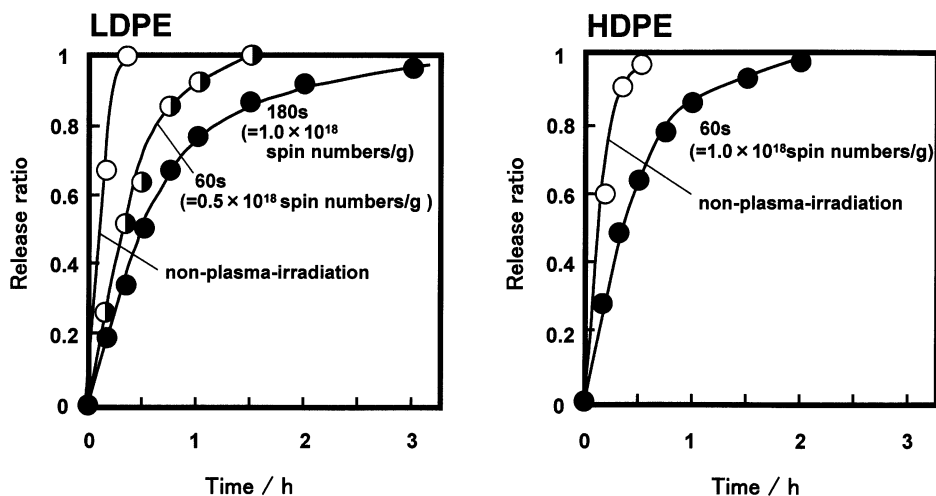 LDPE
1
0.8
0.6
0.4
0.2
0
0
1
2
3
Release ratio
Time / h
180s
(=1.0×10¹⁸
spin numbers/g)
60s
(=0.5×10¹⁸ spin numbers/g )
non-plasma-irradiation
HDPE
1
0.8
0.6
0.4
0.2
0
0
1
2
3
Release ratio
Time / h
60s
(=1.0×10¹⁸spin numbers/g)
non-plasma-irradiation